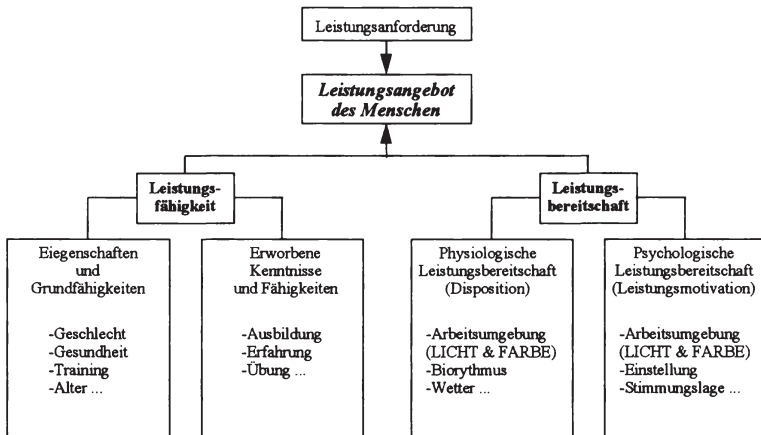 Leistungsanforderung
Leistungsangebot
des Menschen
Leistungs-
fähigkeit
Leistungs-
bereitschaft
Eiegenschaften
und
Grundfähigkeiten
-Geschlecht
-Gesundheit
-Training
-Alter ...
Erworbene
Kenntnisse
und Fähigkeiten
-Ausbildung
-Erfahrung
-Übung ...
Physiologische
Leistungsbereitschaft
(Disposition)
-Arbeitsumgebung
(LICHT & FARBE)
-Biorythmus
-Wetter ...
Psychologische
Leistungsbereitschaft
(Leistungsmotivation)
-Arbeitsumgebung
(LICHT & FARBE)
-Einstellung
-Stimmungslage ...